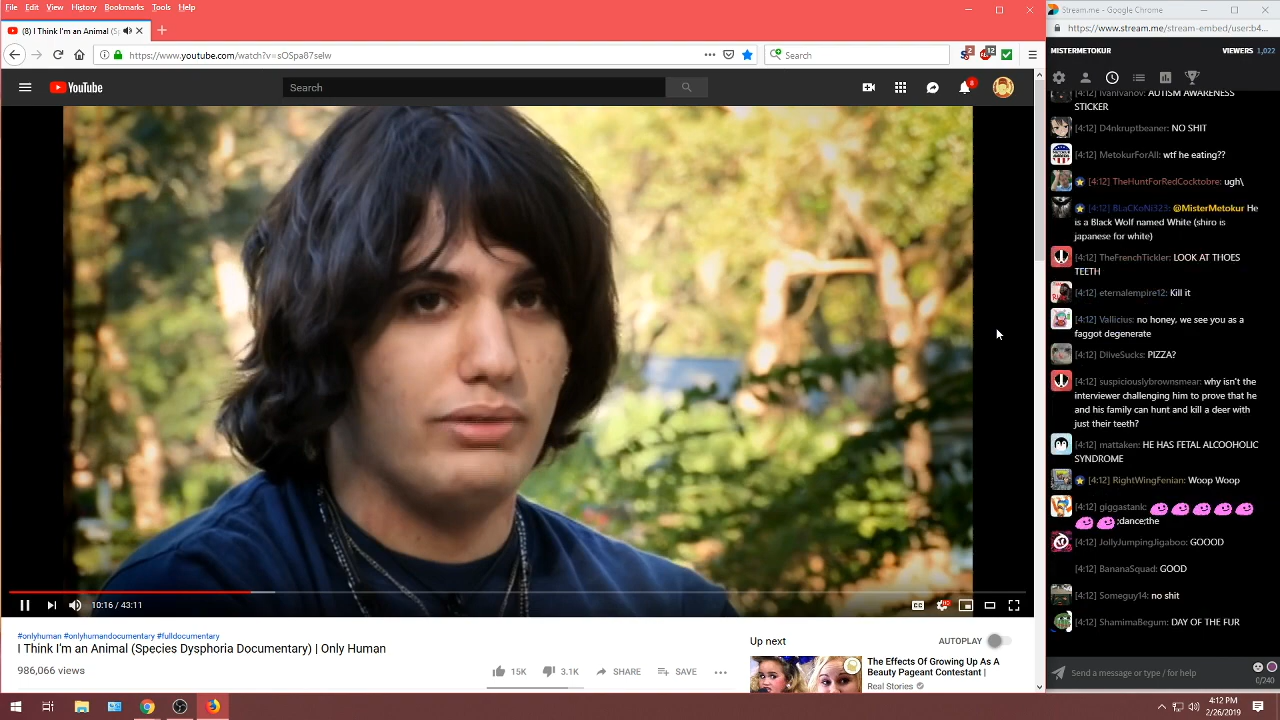 File Edit View History Bookmarks Tools Help
(8) I Think I'm an Animal (Sp
https://www.youtube.com/watch?v=sOSpa87selw
Search
2
12
YouTube
Search
8
10:16 / 43:11
CC
HD
#onlyhuman #onlyhumandocumentary #fulldocumentary
I Think I'm an Animal (Species Dysphoria Documentary) | Only Human
986,066 views
15K
3.1K
SHARE
SAVE
Up next
AUTOPLAY
The Effects Of Growing Up As A
Beauty Pageant Contestant |
Real Stories
Stream.me - Google Chrome
https://www.stream.me/stream-embed/user:b4...
MISTERMETOKUR
VIEWERS 1,022
IvanIvanov: AUTISM AWARENESS
STICKER
[4:12] D4nkruptbeaner: NO SHIT
[4:12] MetokurForAll: wtf he eating??
[4:12] TheHuntForRedCocktobre: ugh\
[4:12] BLaCKoNi323: @MisterMetokur He
is a Black Wolf named White (shiro is
japanese for white)
[4:12] TheFrenchTickler: LOOK AT THOES
TEETH
[4:12] eternalempire12: Kill it
[4:12] Vallicius: no honey, we see you as a
faggot degenerate
[4:12] DliveSucks: PIZZA?
[4:12] suspiciouslybrownsmear: why isn't the
interviewer challenging him to prove that he
and his family can hunt and kill a deer with
just their teeth?
[4:12] mattaken: HE HAS FETAL ALCOOHOLIC
SYNDROME
[4:12] RightWingFenian: Woop Woop
[4:12] giggastank:
;dance;the
[4:12] JollyJumpingJigaboo: GOOOD
[4:12] BananaSquad: GOOD
[4:12] Someguy14: no shit
[4:12] ShamimaBegum: DAY OF THE FUR
Send a message or type / for help
0/240
4:12 PM
2/26/2019